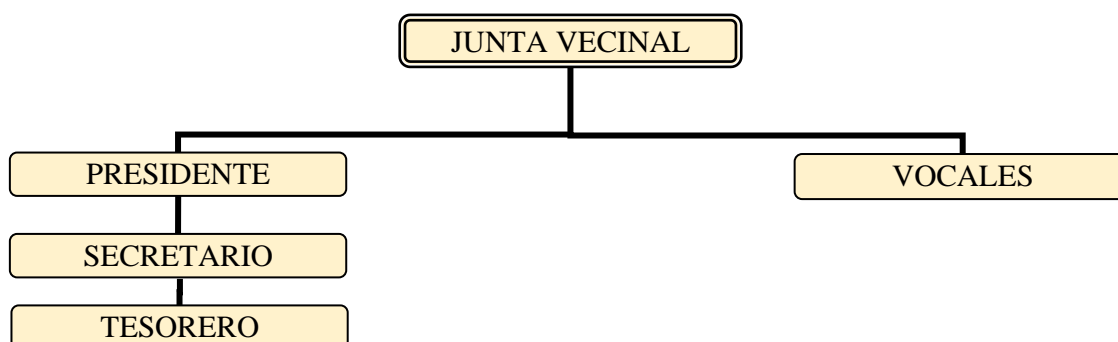 JUNTA VECINAL
PRESIDENTE
VOCALES
SECRETARIO
TESORERO